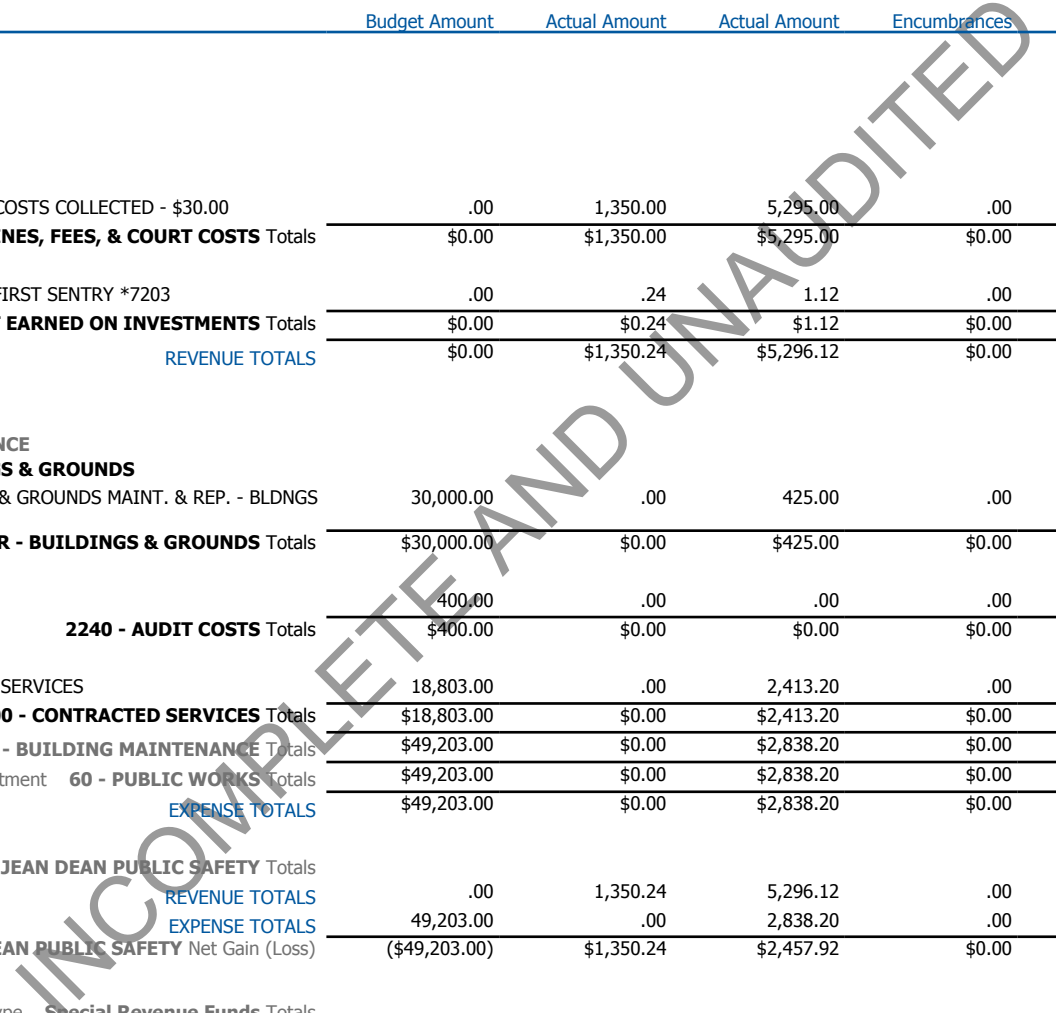 Budget Amount Actual Amount Actual Amount Encumbrances
COSTS COLLECTED - $30.00 .00 1,350.00 5,295.00 .00
INES, FEES, & COURT COSTS Totals $0.00 $1,350.00 $5,295.00 $0.00
FIRST SENTRY *7203 .00 .24 1.12 .00
EARNED ON INVESTMENTS Totals $0.00 $0.24 $1.12 $0.00
REVENUE TOTALS $0.00 $1,350.24 $5,296.12 $0.00
NCE
S & GROUNDS
& GROUNDS MAINT. & REP. - BLDNGS 30,000.00 .00 425.00 .00
R - BUILDINGS & GROUNDS Totals $30,000.00 $0.00 $425.00 $0.00
400.00 .00 .00 .00
2240 - AUDIT COSTS Totals $400.00 $0.00 $0.00 $0.00
SERVICES 18,803.00 .00 2,413.20 .00
00 - CONTRACTED SERVICES Totals $18,803.00 $0.00 $2,413.20 $0.00
- BUILDING MAINTENANCE Totals $49,203.00 $0.00 $2,838.20 $0.00
tment 60 - PUBLIC WORKS Totals $49,203.00 $0.00 $2,838.20 $0.00
EXPENSE TOTALS $49,203.00 $0.00 $2,838.20 $0.00
JEAN DEAN PUBLIC SAFETY Totals
REVENUE TOTALS .00 1,350.24 5,296.12 .00
EXPENSE TOTALS 49,203.00 .00 2,838.20 .00
EAN PUBLIC SAFETY Net Gain (Loss) ($49,203.00) $1,350.24 $2,457.92 $0.00
ype Special Revenue Funds Totals
INCOMPLETE AND UNAUDITED